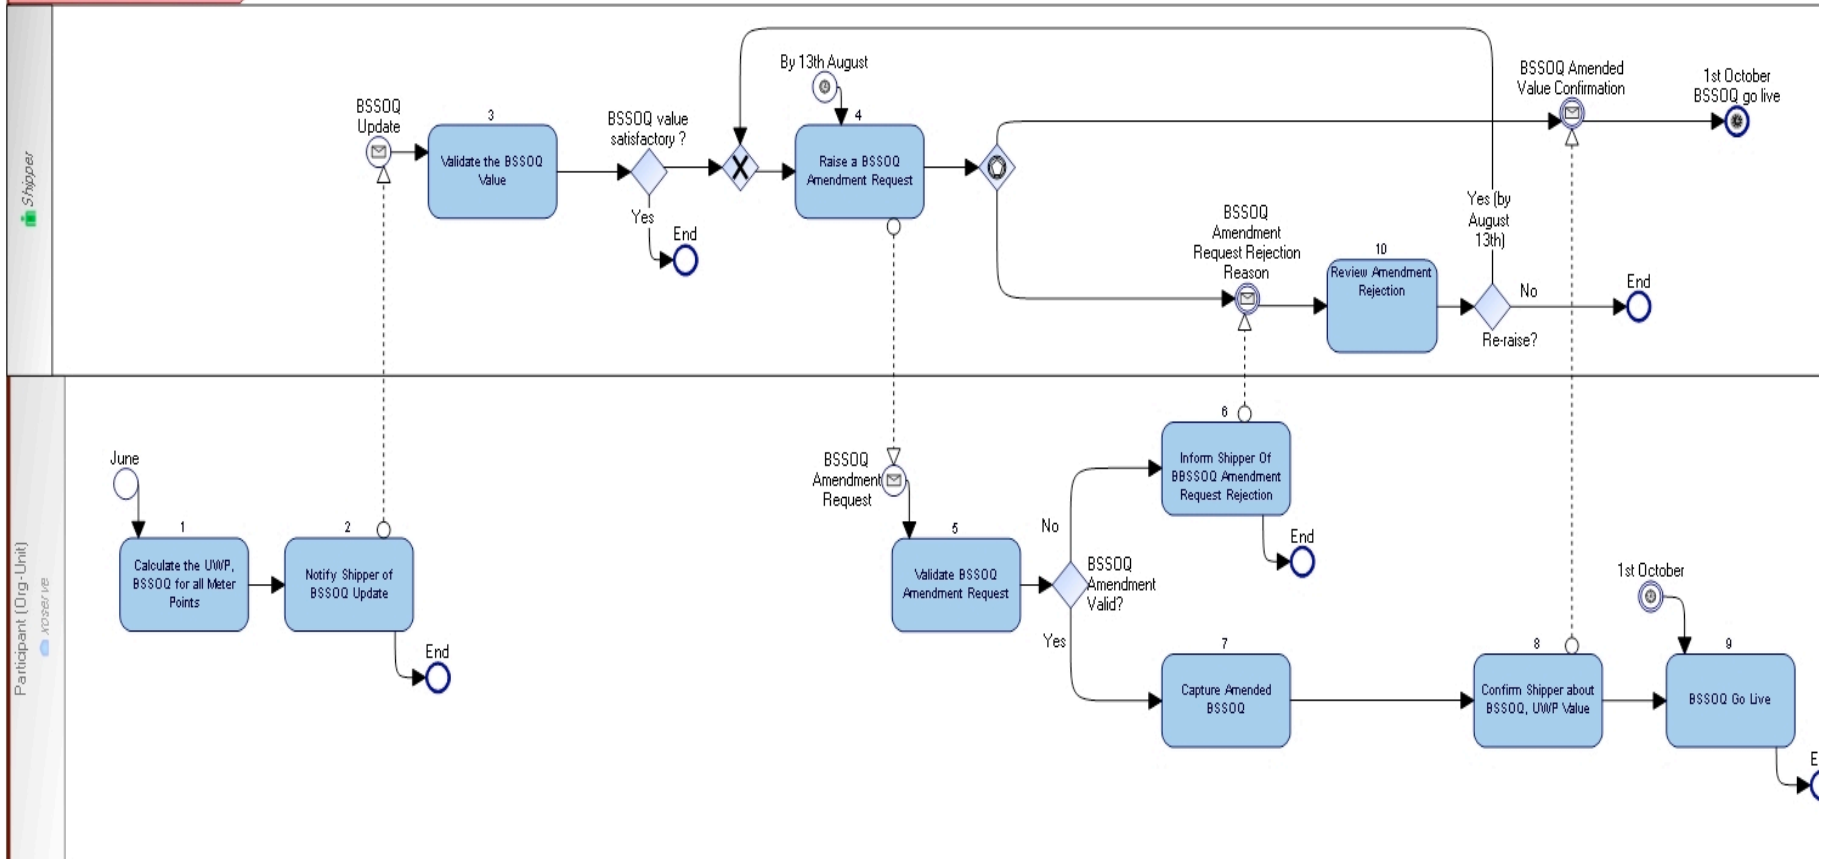 Shipper
By 13th August
BSSOQ
Update
3
Validate the BSSOQ
Value
BSSOQ value
satisfactory ?
Yes
End
4
Raise a BSSOQ
Amendment Request
BSSOQ Amended
Value Confirmation
1st October
BSSOQ go live
BSSOQ
Amendment
Request Rejection
Reason
10
Review Amendment
Rejection
Yes (by
August
13th)
No
Re-raise?
End
Participant (Org-Unit)
xoserve
June
1
Calculate the UWP,
BSSOQ for all Meter
Points
2
Notify Shipper of
BSSOQ Update
End
BSSOQ
Amendment
Request
5
Validate BSSOQ
Amendment Request
No
BSSOQ
Amendment
Valid?
Yes
6
Inform Shipper Of
BBSSOQ Amendment
Request Rejection
End
7
Capture Amended
BSSOQ
8
Confirm Shipper about
BSSOQ, UWP Value
1st October
9
BSSOQ Go Live